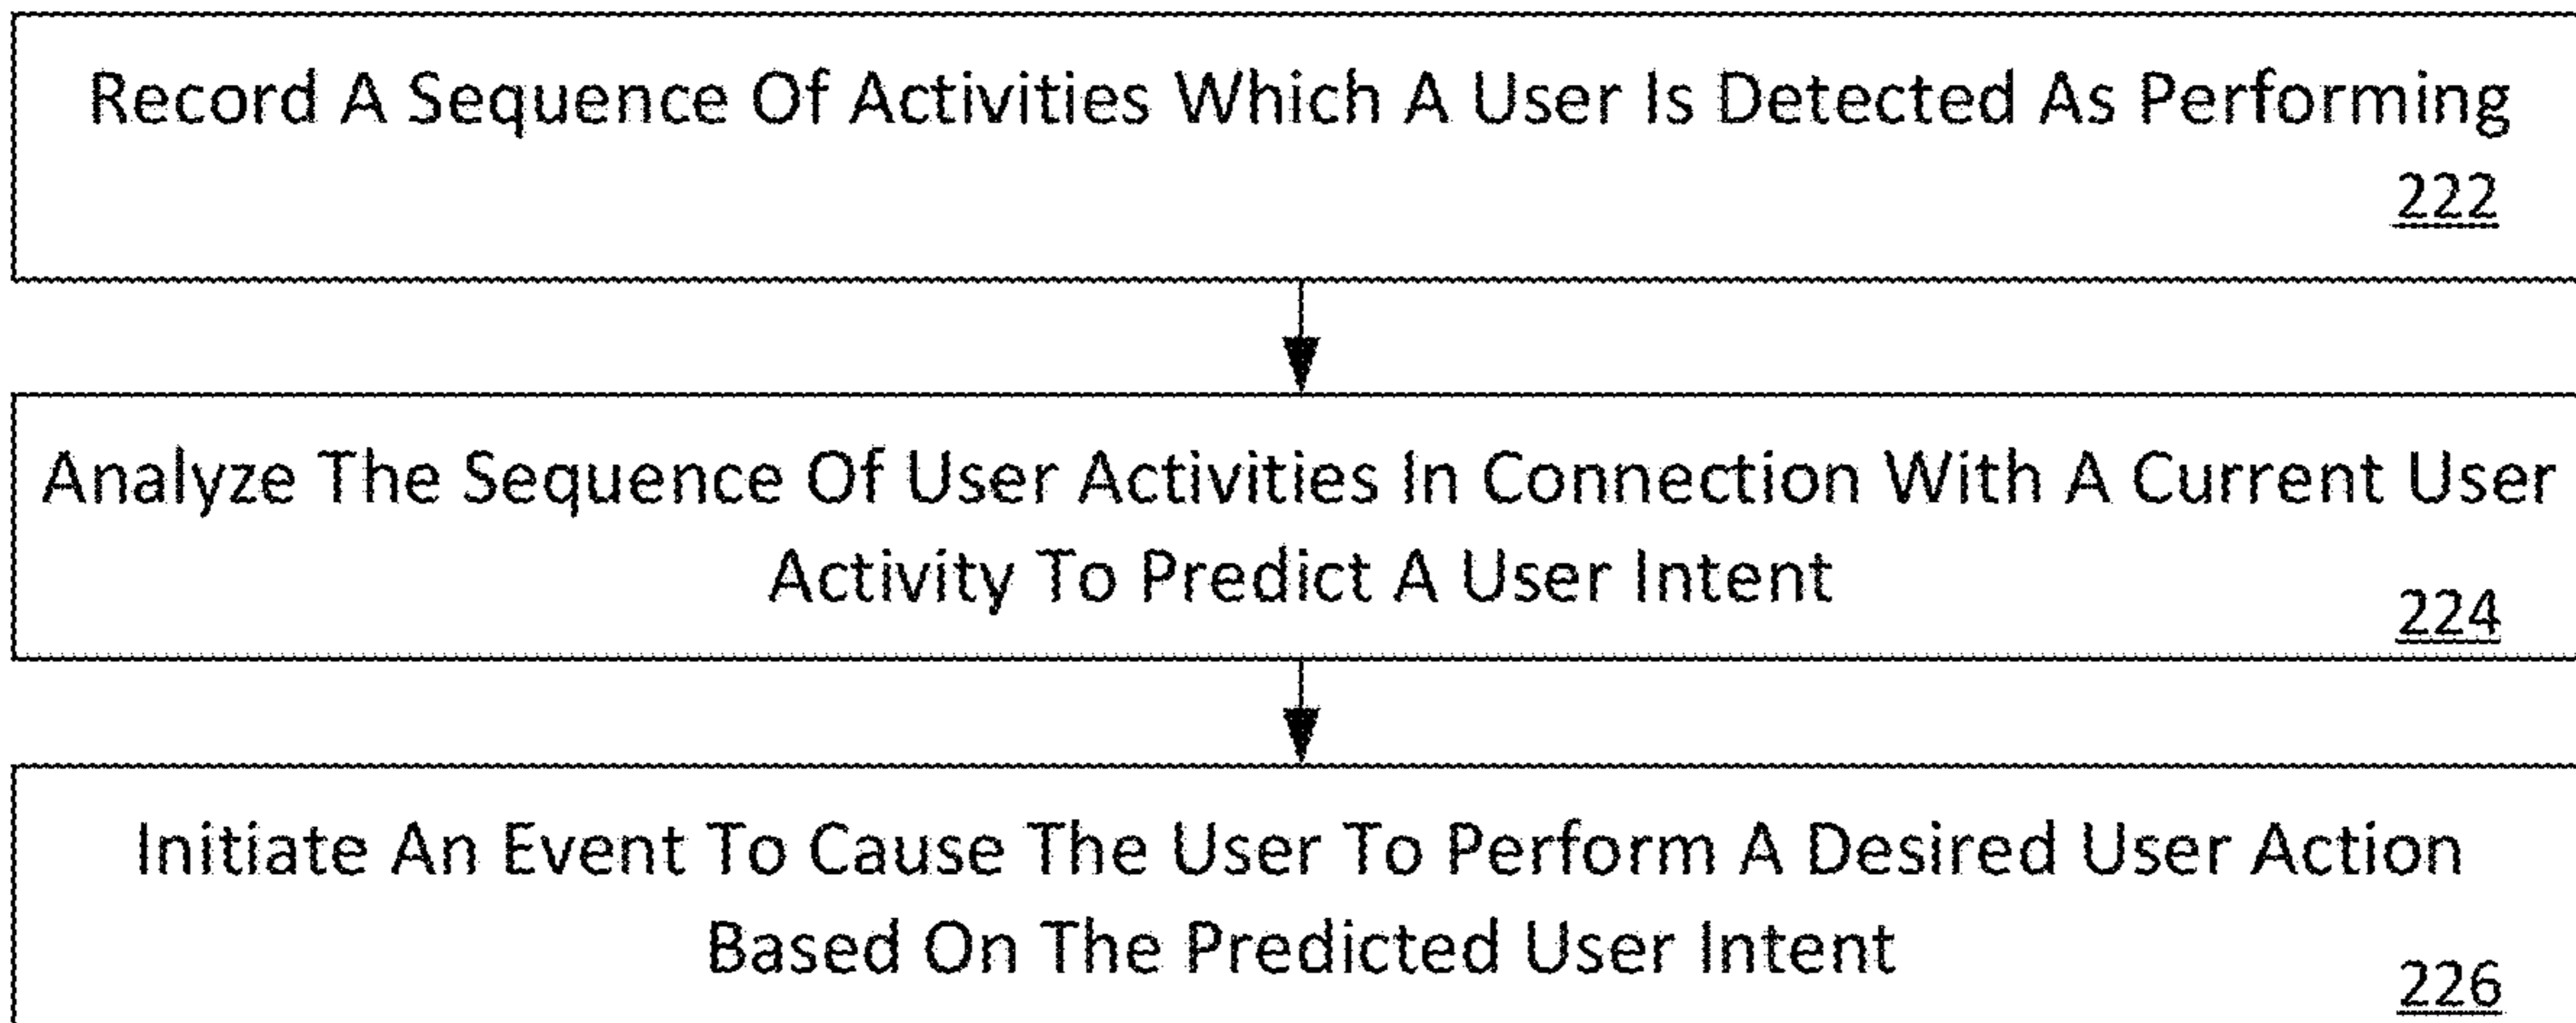 Record A Sequence Of Activities Which A User Is Detected As Performing
222
Analyze The Sequence Of User Activities In Connection With A Current User
Activity To Predict A User Intent
224
Initiate An Event To Cause The User To Perform A Desired User Action
Based On The Predicted User Intent
226